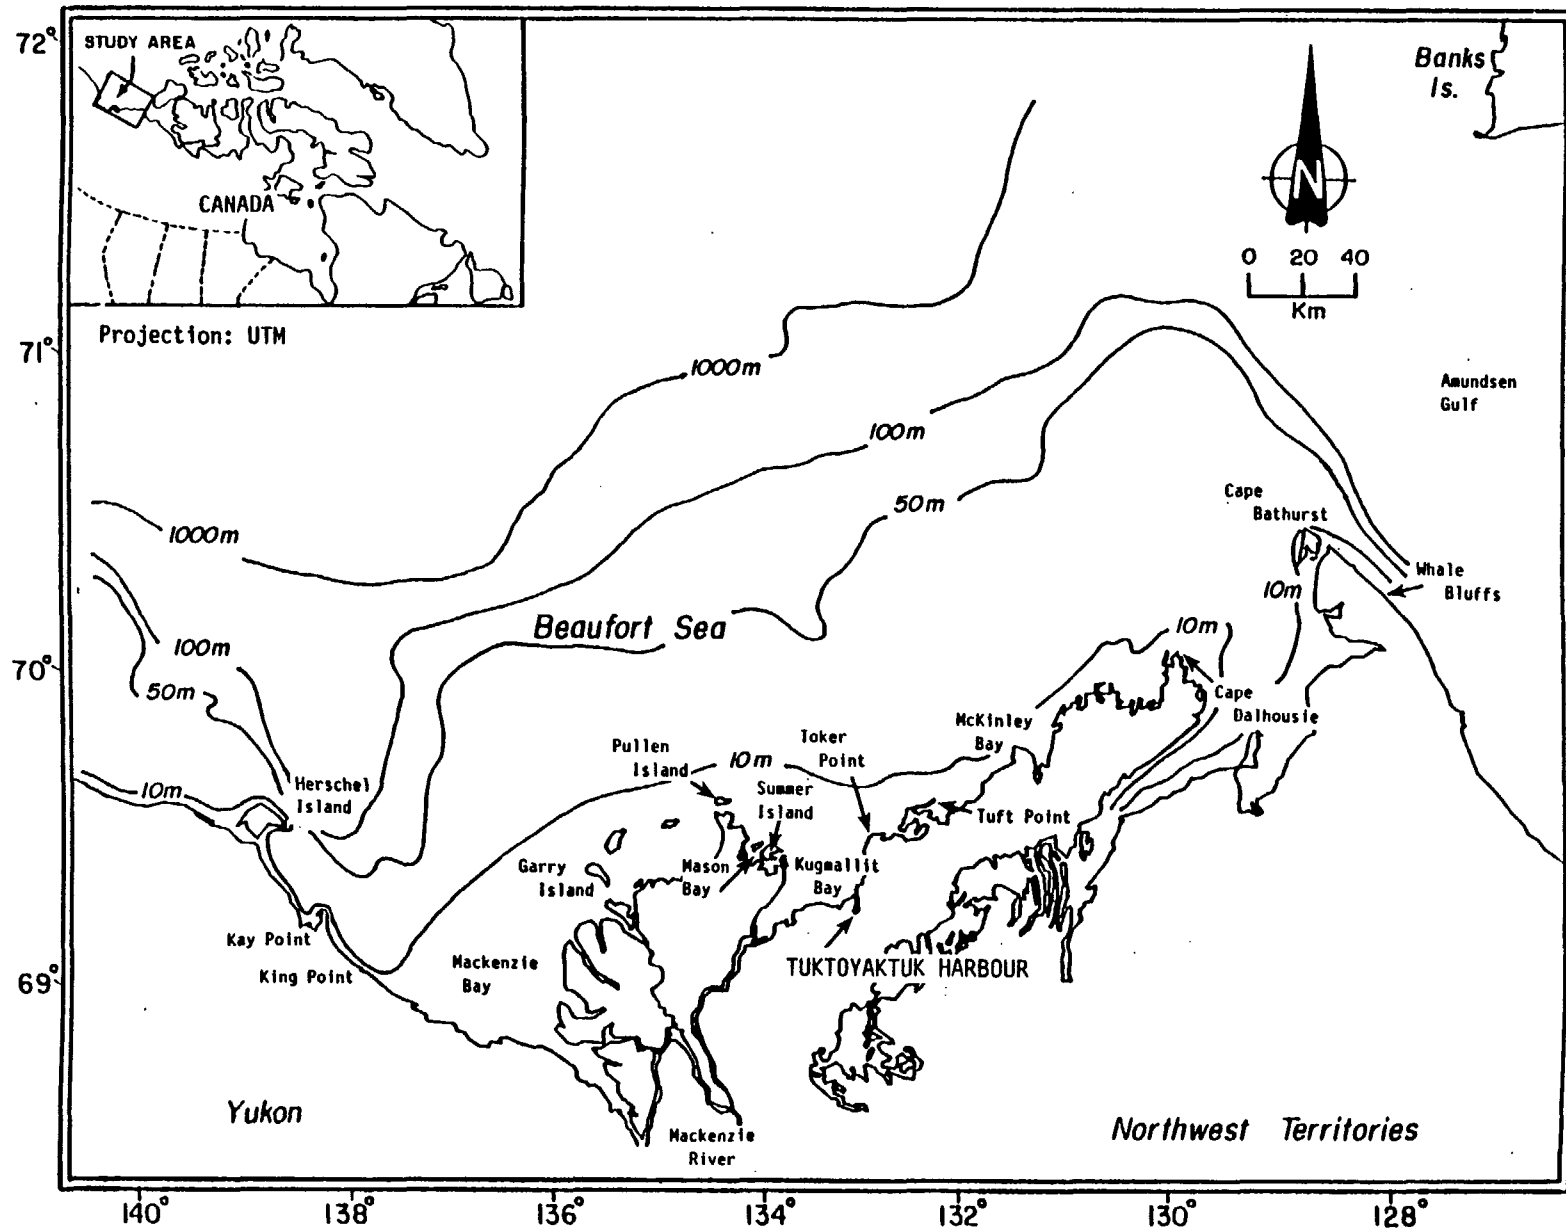 72°
71°
70°
69°
STUDY AREA
CANADA
Projection: UTM
Banks
Is.
N
0 20 40
Km
Amundsen
Gulf
1000m
100m
50m
1000m
Beaufort Sea
100m
50m
10m
Herschel
Island
Cape
Bathurst
Whale
Bluffs
10m
10m
Cape
Dalhousie
McKinley
Bay
Toker
Point
Pullen
Island
10m
Summer
Island
Tuft Point
Garry
Island
Mason
Bay
Kugmallit
Bay
Kay Point
King Point
Mackenzie
Bay
TUKTOYAKTUK HARBOUR
Yukon
Mackenzie
River
Northwest Territories
140° 138° 136° 134° 132° 130° 128°